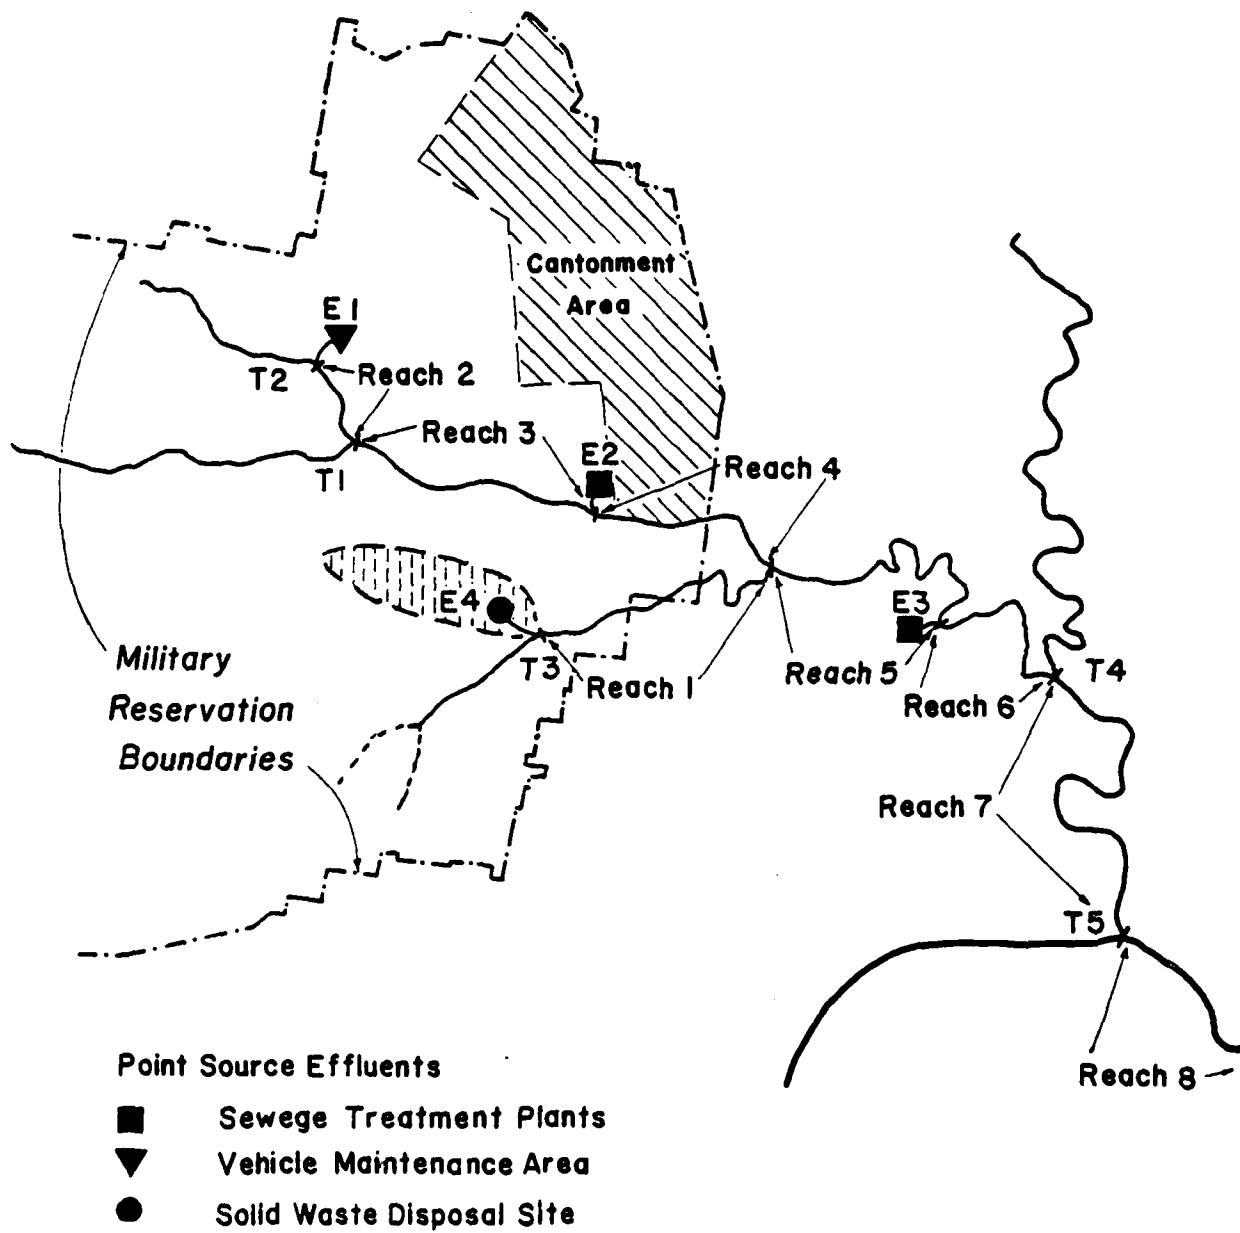 Cantonment
Area
E1
T2
Reach 2
Reach 3
T1
E2
Reach 4
E4
E3
T3
Reach 1
Reach 5
T4
Reach 6
Military
Reservation
Boundaries
Reach 7
T5
Reach 8
Point Source Effluents
Sewege Treatment Plants
Vehicle Maintenance Area
Solid Waste Disposal Site